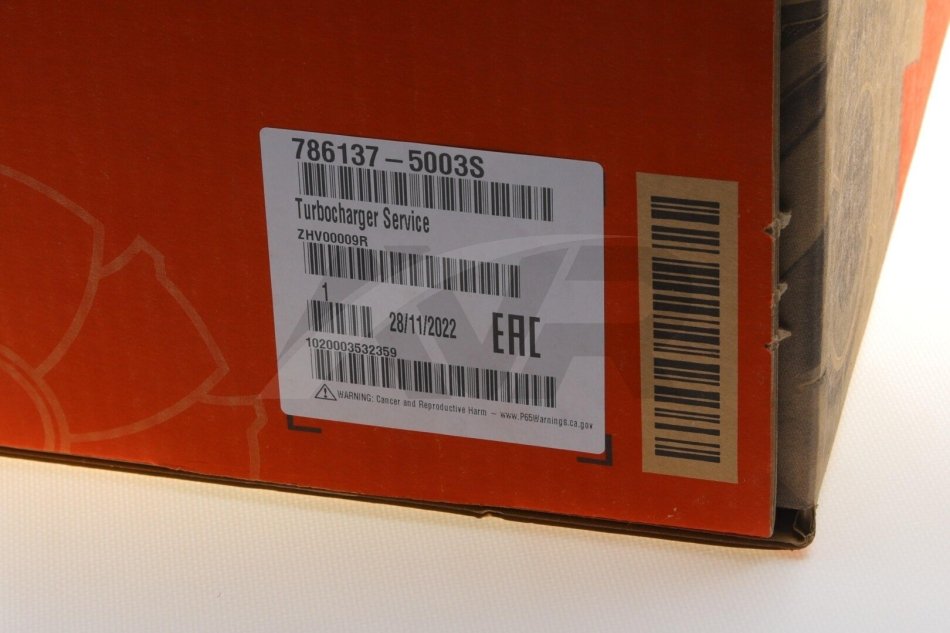 786137-5003S
Turbocharger Service
ZHV00009R
1
28/11/2022
EAC
1020003532359
WARNING: Cancer and Reproductive Harm – www.P65Warnings.ca.gov